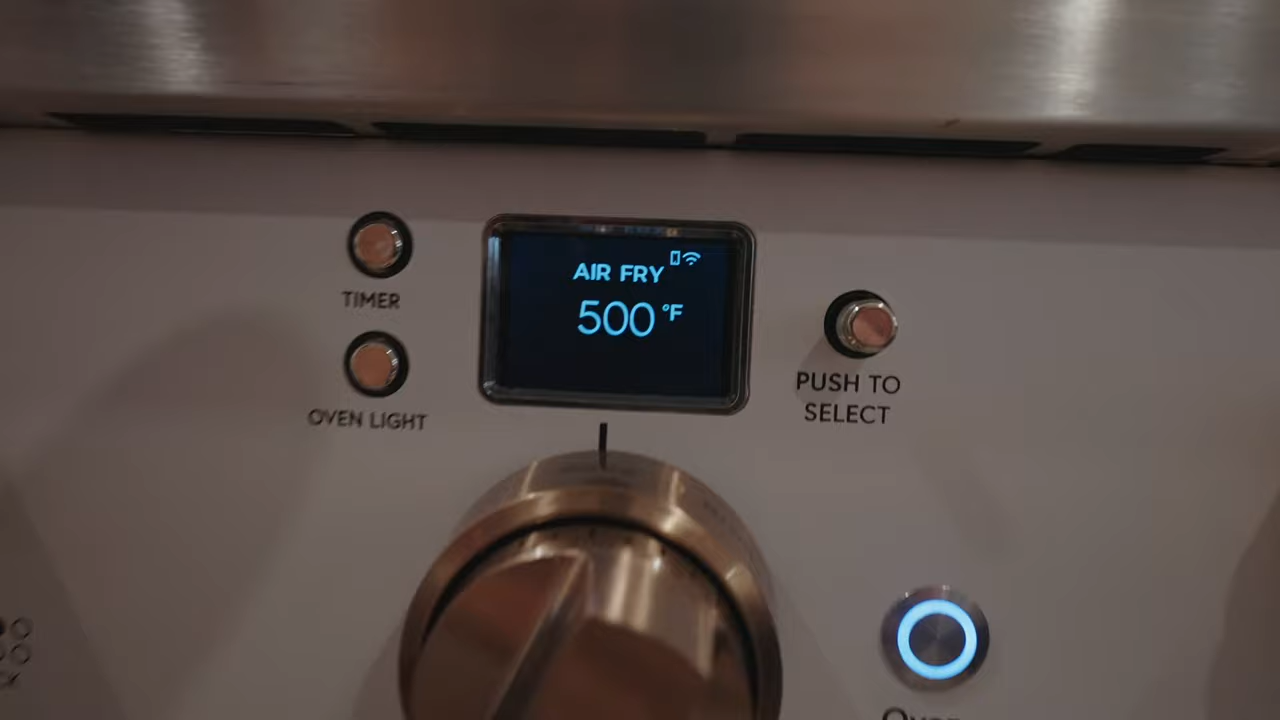 AIR FRY
500 °F
TIMER
OVEN LIGHT
PUSH TO
SELECT